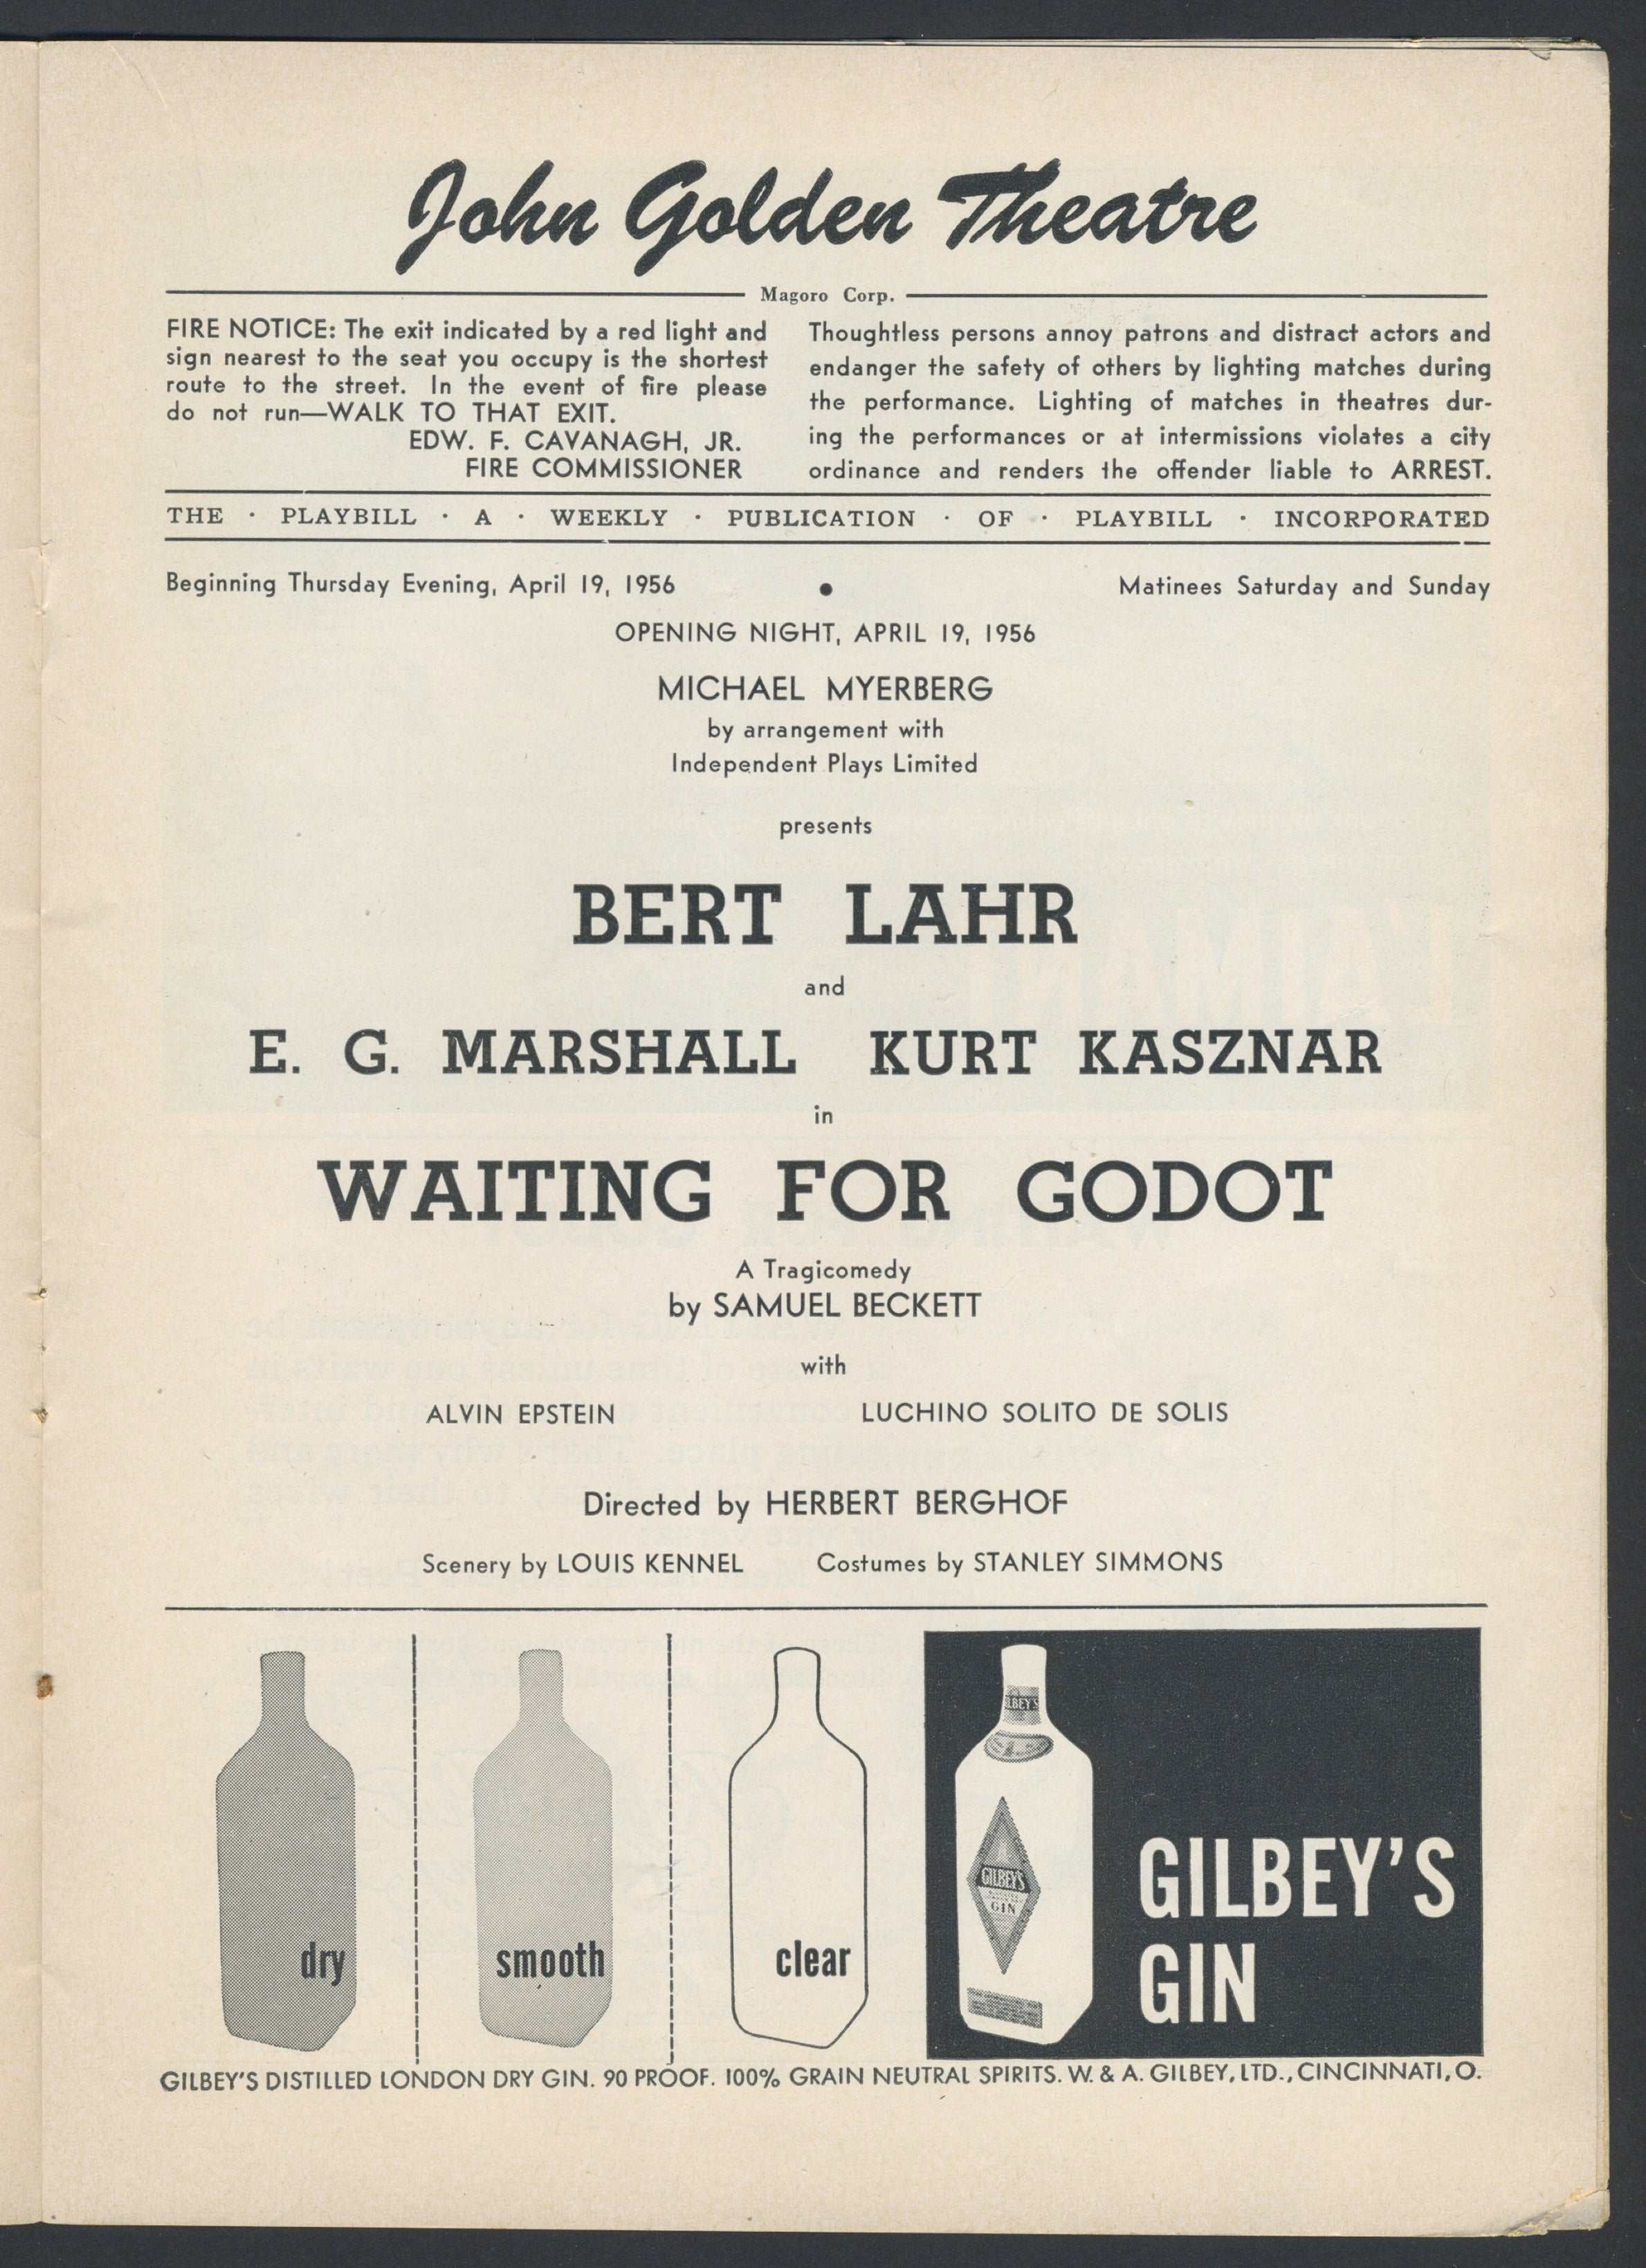 John Golden Theatre
Magoro Corp.
FIRE NOTICE: The exit indicated by a red light and
sign nearest to the seat you occupy is the shortest
route to the street. In the event of fire please
do not run—WALK TO THAT EXIT.
EDW. F. CAVANAGH, JR.
FIRE COMMISSIONER
Thoughtless persons annoy patrons and distract actors and
endanger the safety of others by lighting matches during
the performance. Lighting of matches in theatres dur-
ing the performances or at intermissions violates a city
ordinance and renders the offender liable to ARREST.
THE · PLAYBILL · A · WEEKLY · PUBLICATION · OF · PLAYBILL · INCORPORATED
Beginning Thursday Evening, April 19, 1956 • Matinees Saturday and Sunday
OPENING NIGHT, APRIL 19, 1956
MICHAEL MYERBERG
by arrangement with
Independent Plays Limited
presents
BERT LAHR
and
E. G. MARSHALL KURT KASZNAR
in
WAITING FOR GODOT
A Tragicomedy
by SAMUEL BECKETT
with
ALVIN EPSTEIN LUCHINO SOLITO DE SOLIS
Directed by HERBERT BERGHOF
Scenery by LOUIS KENNEL Costumes by STANLEY SIMMONS
dry
smooth
clear
GILBEY'S
GIN
GILBEY'S
GIN
GILBEY'S DISTILLED LONDON DRY GIN. 90 PROOF. 100% GRAIN NEUTRAL SPIRITS. W. & A. GILBEY, LTD., CINCINNATI, O.